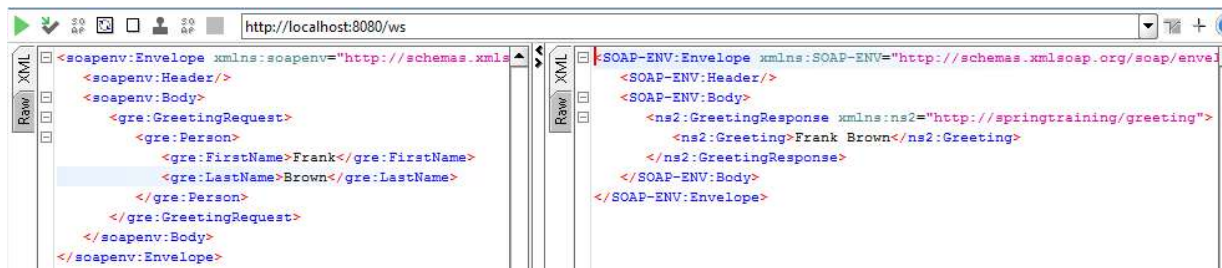 SO
AP
SO
AP
http://localhost:8080/ws
XML
Raw
<soapenv:Envelope xmlns:soapenv="http://schemas.xmls
<soapenv:Header/>
<soapenv:Body>
<gre:GreetingRequest>
<gre:Person>
<gre:FirstName>Frank</gre:FirstName>
<gre:LastName>Brown</gre:LastName>
</gre:Person>
</gre:GreetingRequest>
</soapenv:Body>
</soapenv:Envelope>
XML
Raw
<SOAP-ENV:Envelope xmlns:SOAP-ENV="http://schemas.xmlsoap.org/soap/envel
<SOAP-ENV:Header/>
<SOAP-ENV:Body>
<ns2:GreetingResponse xmlns:ns2="http://springtraining/greeting">
<ns2:Greeting>Frank Brown</ns2:Greeting>
</ns2:GreetingResponse>
</SOAP-ENV:Body>
</SOAP-ENV:Envelope>